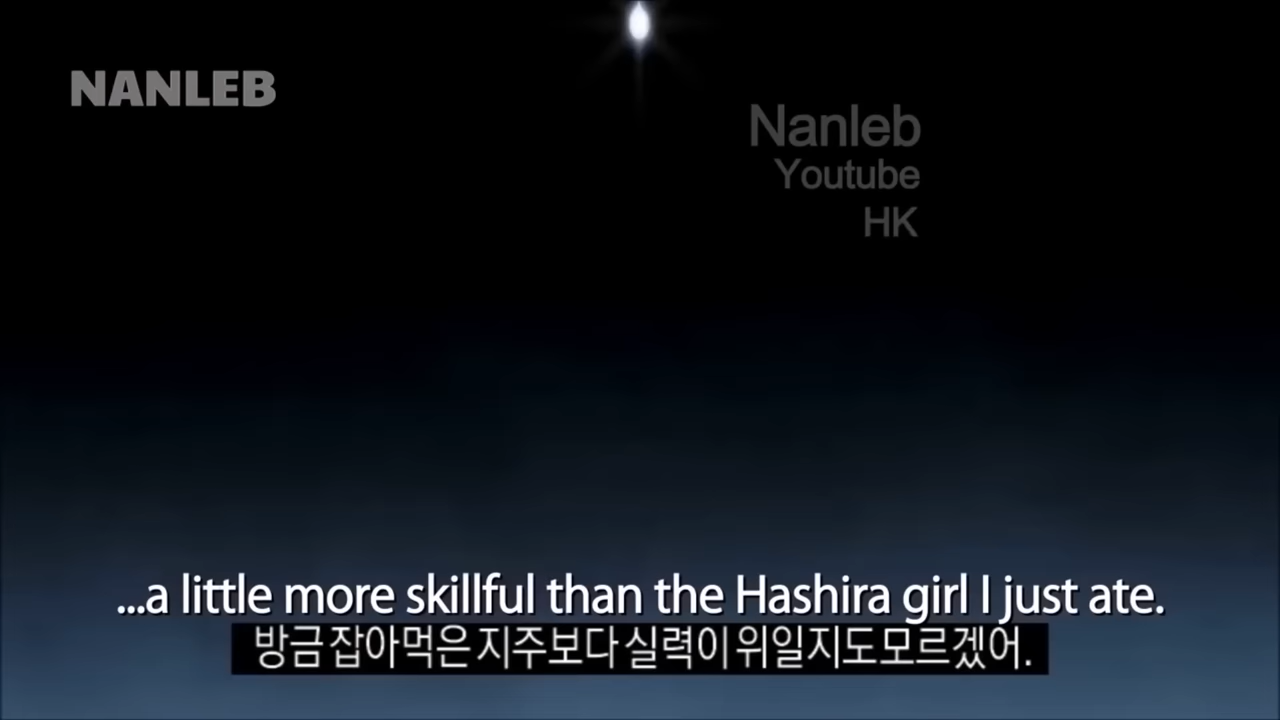 NANLEB
Nanleb
Youtube
HK
...a little more skillful than the Hashira girl I just ate.
방금 잡아먹은 지주보다 실력이 위일지도 모르겠어.